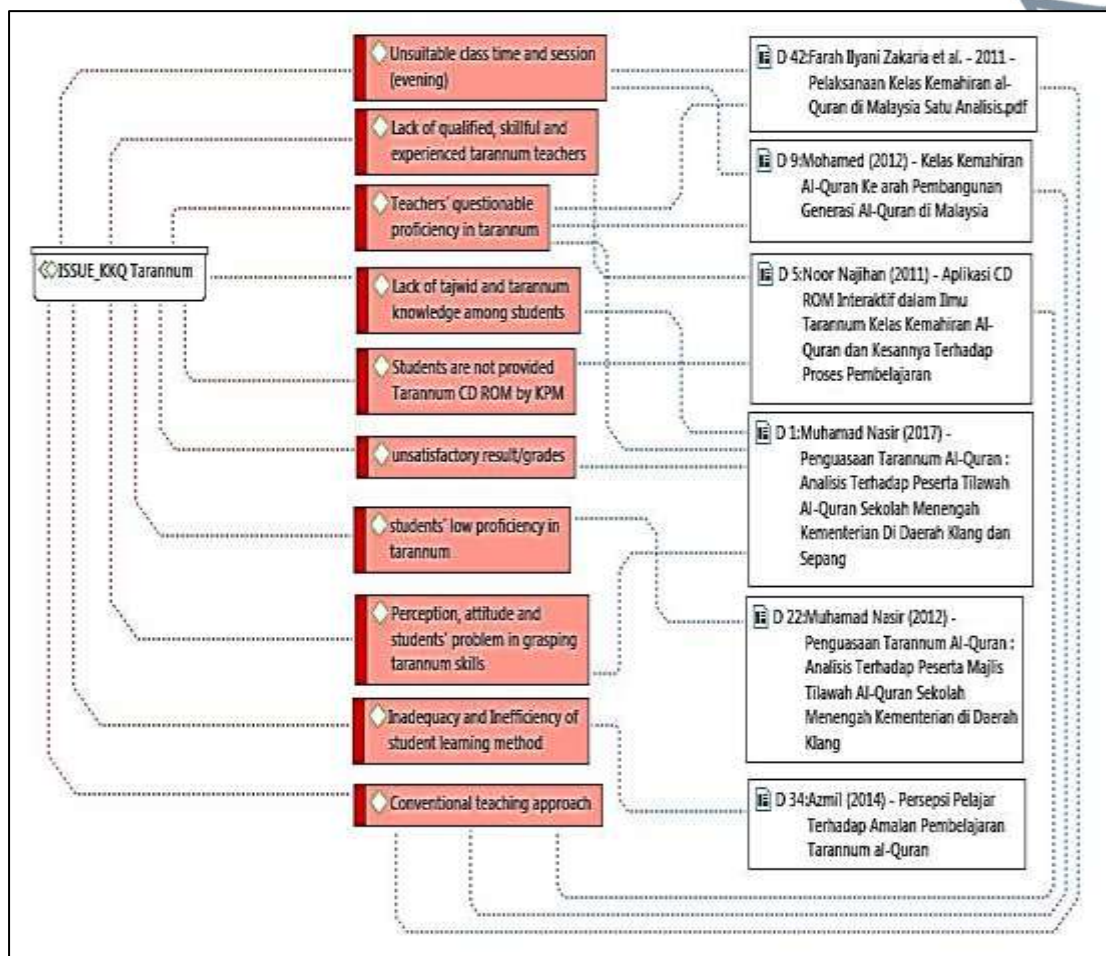 ISSUE_KKQ Tarannum
Unsuitable class time and session
(evening)
Lack of qualified, skillful and
experienced tarannum teachers
Teachers' questionable
proficiency in tarannum
Lack of tajwid and tarannum
knowledge among students
Students are not provided
Tarannum CD ROM by KPM
unsatisfactory result/grades
students' low proficiency in
tarannum
Perception, attitude and
students' problem in grasping
tarannum skills
Inadequacy and Inefficiency of
student learning method
Conventional teaching approach
D 42:Farah Ilyani Zakaria et al. - 2011 -
Pelaksanaan Kelas Kemahiran al-
Quran di Malaysia Satu Analisis.pdf
D 9:Mohamed (2012) - Kelas Kemahiran
Al-Quran Ke arah Pembangunan
Generasi Al-Quran di Malaysia
D 5:Noor Najihan (2011) - Aplikasi CD
ROM Interaktif dalam Ilmu
Tarannum Kelas Kemahiran Al-
Quran dan Kesannya Terhadap
Proses Pembelajaran
D 1:Muhamad Nasir (2017) -
Penguasaan Tarannum Al-Quran :
Analisis Terhadap Peserta Tilawah
Al-Quran Sekolah Menengah
Kementerian Di Daerah Klang dan
Sepang
D 22:Muhamad Nasir (2012) -
Penguasaan Tarannum Al-Quran :
Analisis Terhadap Peserta Majlis
Tilawah Al-Quran Sekolah
Menengah Kementerian di Daerah
Klang
D 34:Azmil (2014) - Persepsi Pelajar
Terhadap Amalan Pembelajaran
Tarannum al-Quran